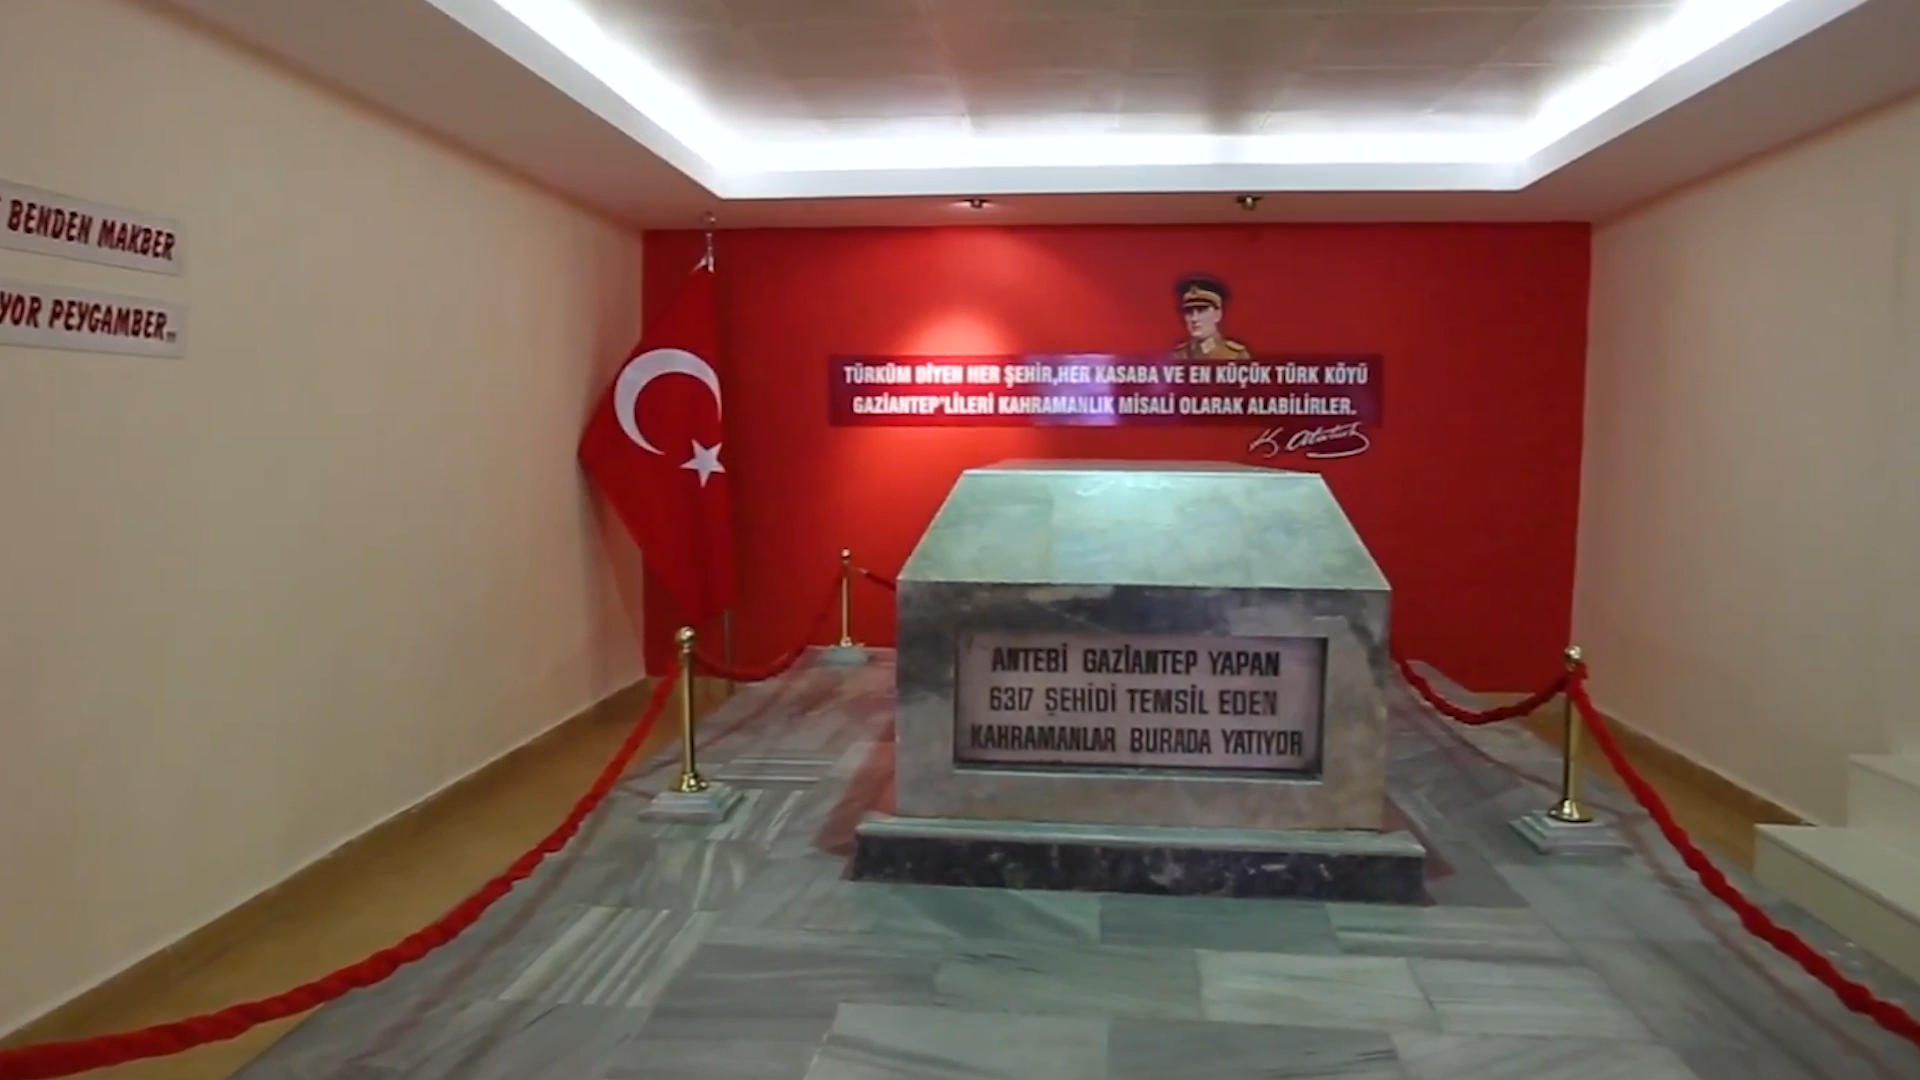 BENDEN MAKBER
YOR PEYGAMBER..
TÜRKÜM DİYEN HER ŞEHİR,HER KASABA VE EN KÜÇÜK TÜRK KÖYÜ
GAZİANTEP'LİLERİ KAHRAMANLIK MİSALİ OLARAK ALABİLİRLER.
K. Atatürk
ANTEBİ GAZİANTEP YAPAN
6317 ŞEHİDİ TEMSİL EDEN
KAHRAMANLAR BURADA YATIYOR